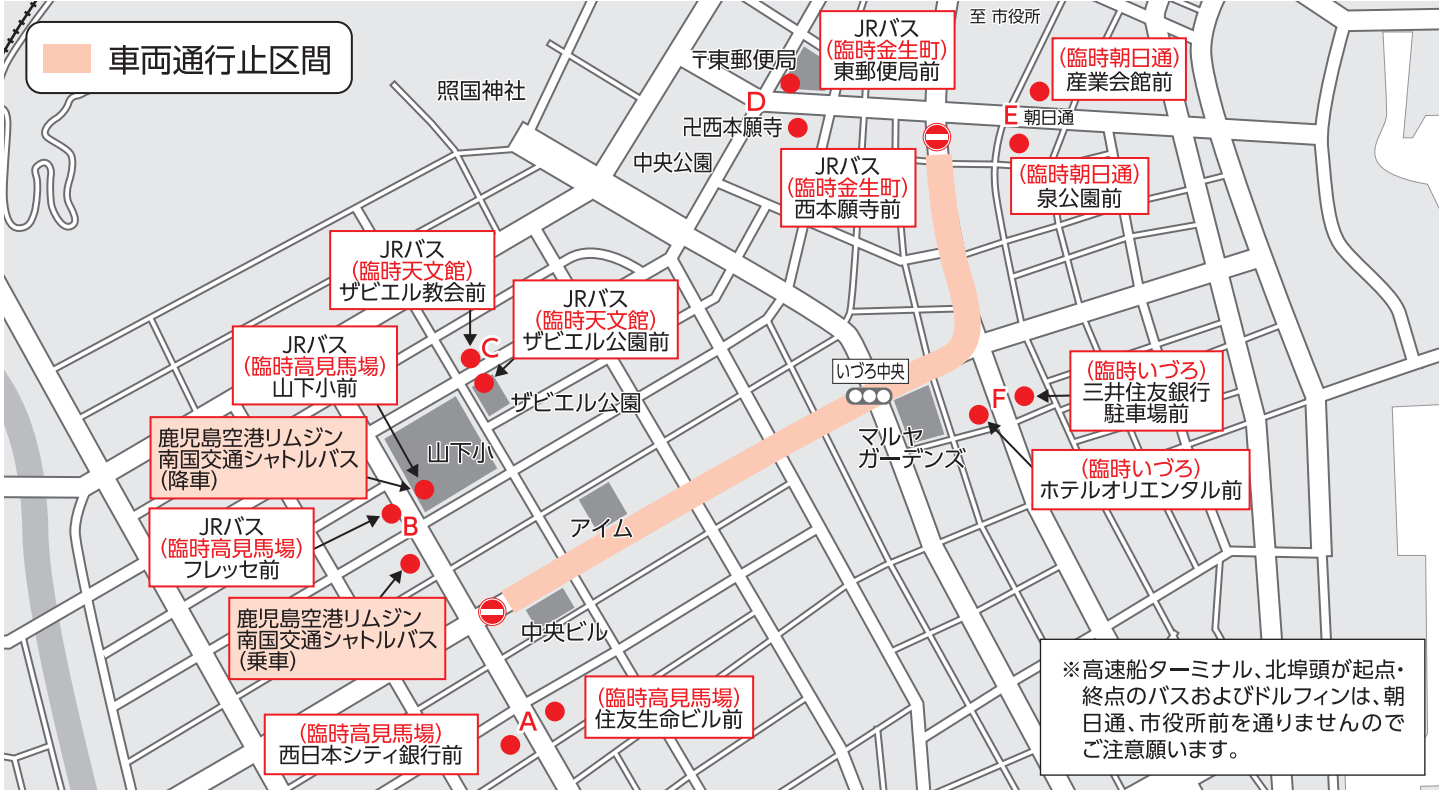 車両通行止区間
至 市役所
照国神社
〒東郵便局
JRバス
(臨時金生町)
東郵便局前
D
卍西本願寺
中央公園
JRバス
(臨時金生町)
西本願寺前
(臨時朝日通)
産業会館前
E 朝日通
(臨時朝日通)
泉公園前
JRバス
(臨時天文館)
ザビエル教会前
JRバス
(臨時天文館)
ザビエル公園前
C
ザビエル公園
JRバス
(臨時高見馬場)
山下小前
山下小
鹿児島空港リムジン
南国交通シャトルバス
(降車)
JRバス
(臨時高見馬場)
フレッセ前
B
鹿児島空港リムジン
南国交通シャトルバス
(乗車)
いづろ中央
マルヤ
ガーデンズ
F
(臨時いづろ)
三井住友銀行
駐車場前
(臨時いづろ)
ホテルオリエンタル前
アイム
中央ビル
A
(臨時高見馬場)
住友生命ビル前
(臨時高見馬場)
西日本シティ銀行前
※高速船ターミナル、北埠頭が起点・
終点のバスおよびドルフィンは、朝
日通、市役所前を通りませんので
ご注意願います。